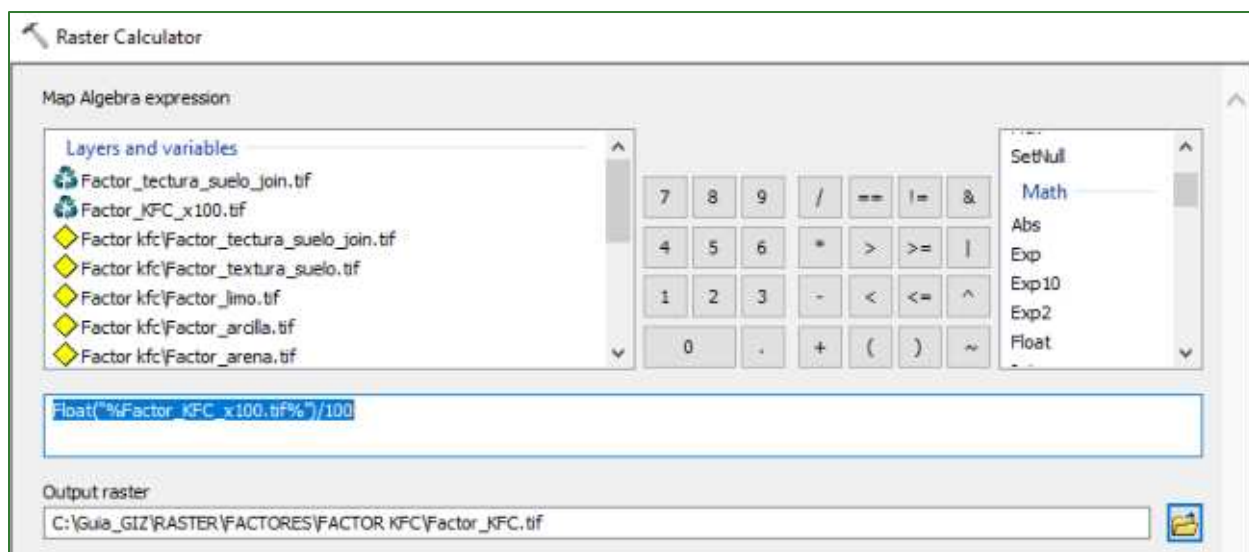 Raster Calculator
Map Algebra expression
Layers and variables
Factor_tectura_suelo_join.tif
Factor_KFC_x100.tif
Factor kfc\Factor_tectura_suelo_join.tif
Factor kfc\Factor_textura_suelo.tif
Factor kfc\Factor_limo.tif
Factor kfc\Factor_arcilla.tif
Factor kfc\Factor_arena.tif
7 8 9 / == != &
4 5 6 * > >= |
1 2 3 - < <= ^
0 . + ( ) ~
SetNull
Math
Abs
Exp
Exp10
Exp2
Float
Float("%Factor_KFC_x100.tif%")/100
Output raster
C:\Guia_GIZ\RASTER\FACTORES\FACTOR KFC\Factor_KFC.tif